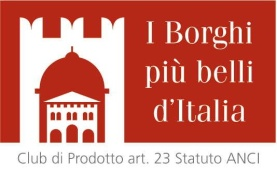 I Borghi
più belli
d'Italia
Club di Prodotto art. 23 Statuto ANCI